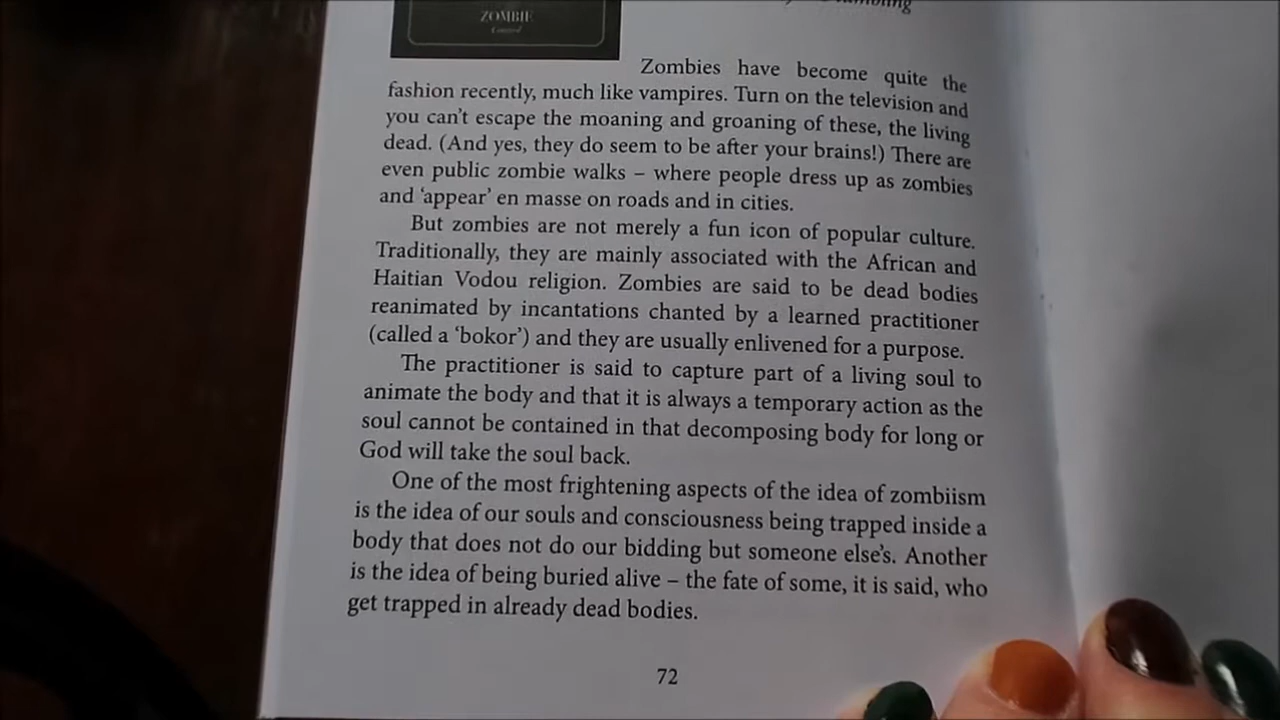 ZOMBIE
Control
Zombies have become quite the
fashion recently, much like vampires. Turn on the television and
you can't escape the moaning and groaning of these, the living
dead. (And yes, they do seem to be after your brains!) There are
even public zombie walks – where people dress up as zombies
and 'appear' en masse on roads and in cities.
But zombies are not merely a fun icon of popular culture.
Traditionally, they are mainly associated with the African and
Haitian Vodou religion. Zombies are said to be dead bodies
reanimated by incantations chanted by a learned practitioner
(called a 'bokor') and they are usually enlivened for a purpose.
The practitioner is said to capture part of a living soul to
animate the body and that it is always a temporary action as the
soul cannot be contained in that decomposing body for long or
God will take the soul back.
One of the most frightening aspects of the idea of zombiism
is the idea of our souls and consciousness being trapped inside a
body that does not do our bidding but someone else's. Another
is the idea of being buried alive – the fate of some, it is said, who
get trapped in already dead bodies.
72